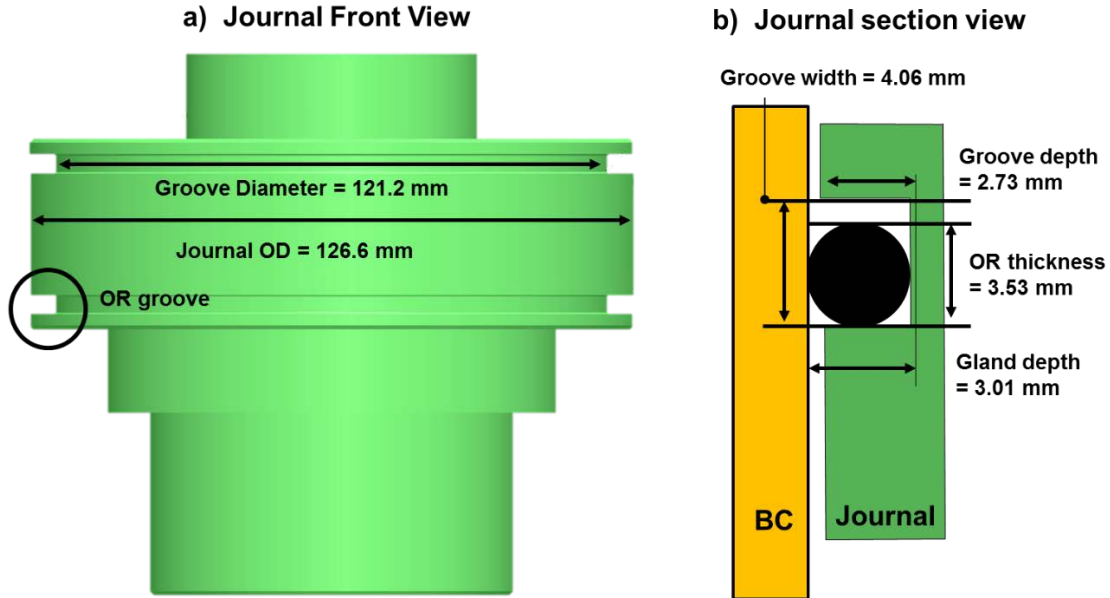 a) Journal Front View
Groove Diameter = 121.2 mm
Journal OD = 126.6 mm
OR groove
b) Journal section view
Groove width = 4.06 mm
Groove depth
= 2.73 mm
OR thickness
= 3.53 mm
Gland depth
= 3.01 mm
BC
Journal